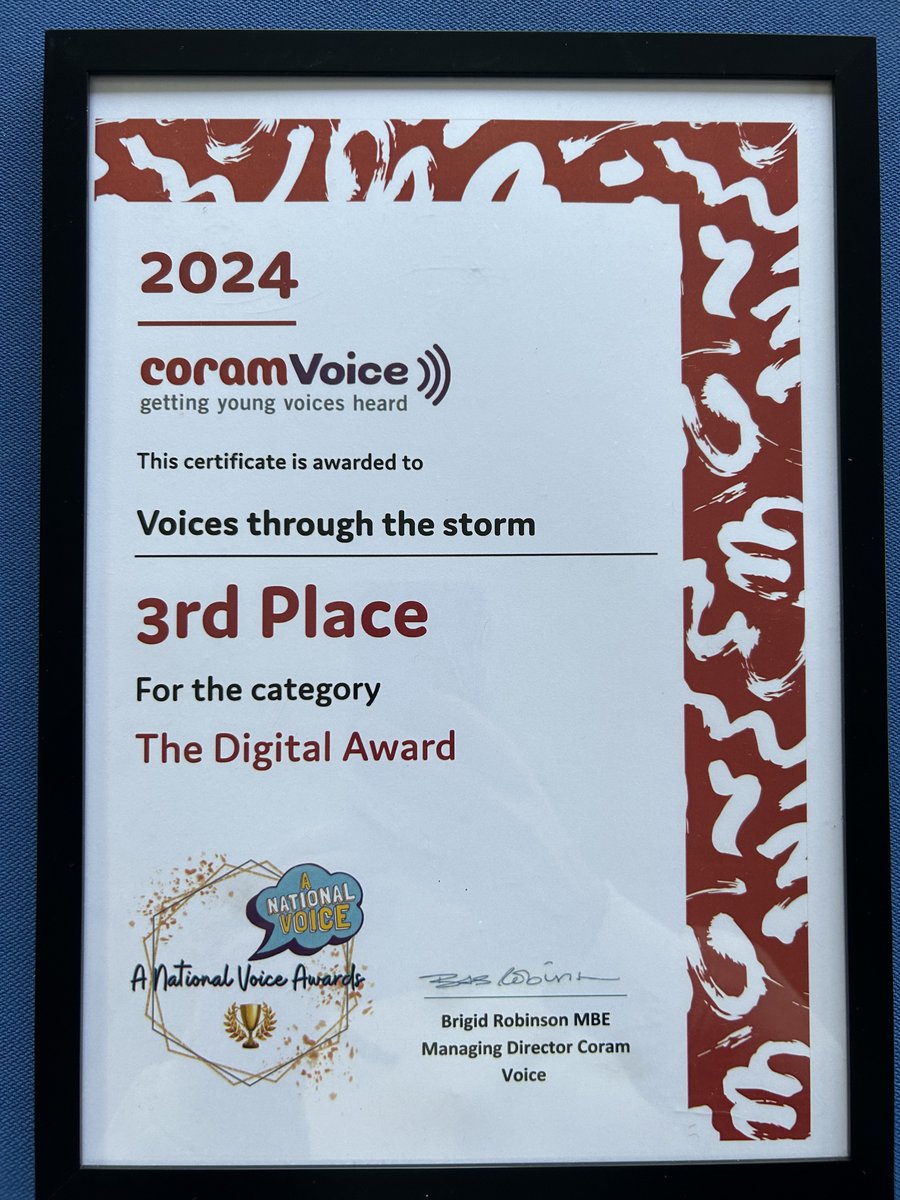 2024
coramVoice
getting young voices heard
This certificate is awarded to
Voices through the storm
3rd Place
For the category
The Digital Award
A
NATIONAL
VOICE
A National Voice Awards
Brigid Robinson MBE
Managing Director Coram
Voice